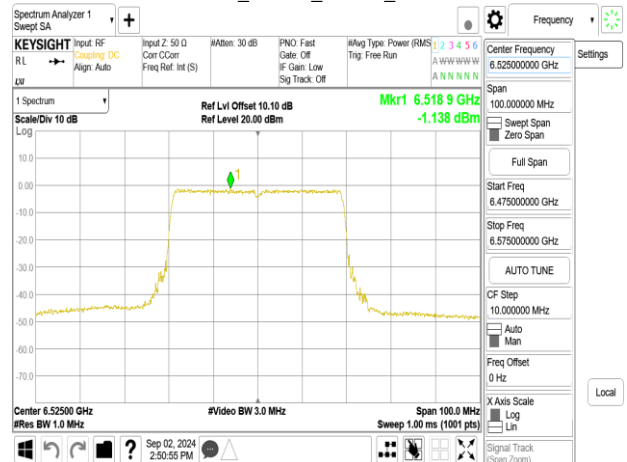 Spectrum Analyzer 1
Swept SA
+
Frequency
KEYSIGHT
RL
Input: RF
Coupling: DC
Align: Auto
Input Z: 50 Ω
Corr CCorr
Freq Ref: Int (S)
#Atten: 30 dB
PNO: Fast
Gate: Off
IF Gain: Low
Sig Track: Off
#Avg Type: Power (RMS
Trig: Free Run
1 2 3 4 5 6
A W W W W W
A N N N N N
1 Spectrum
Scale/Div 10 dB
Ref Lvl Offset 10.10 dB
Ref Level 20.00 dBm
Mkr1 6.518 9 GHz
-1.138 dBm
Log
10.0
0.00
-10.0
-20.0
-30.0
-40.0
-50.0
-60.0
-70.0
1
Center 6.52500 GHz
#Res BW 1.0 MHz
#Video BW 3.0 MHz
Span 100.0 MHz
Sweep 1.00 ms (1001 pts)
Sep 02, 2024
2:50:55 PM
?
Center Frequency
6.525000000 GHz
Settings
Span
100.000000 MHz
Swept Span
Zero Span
Full Span
Start Freq
6.475000000 GHz
Stop Freq
6.575000000 GHz
AUTO TUNE
CF Step
10.000000 MHz
Auto
Man
Freq Offset
0 Hz
X Axis Scale
Log
Lin
Local
Signal Track
(Span Zoom)